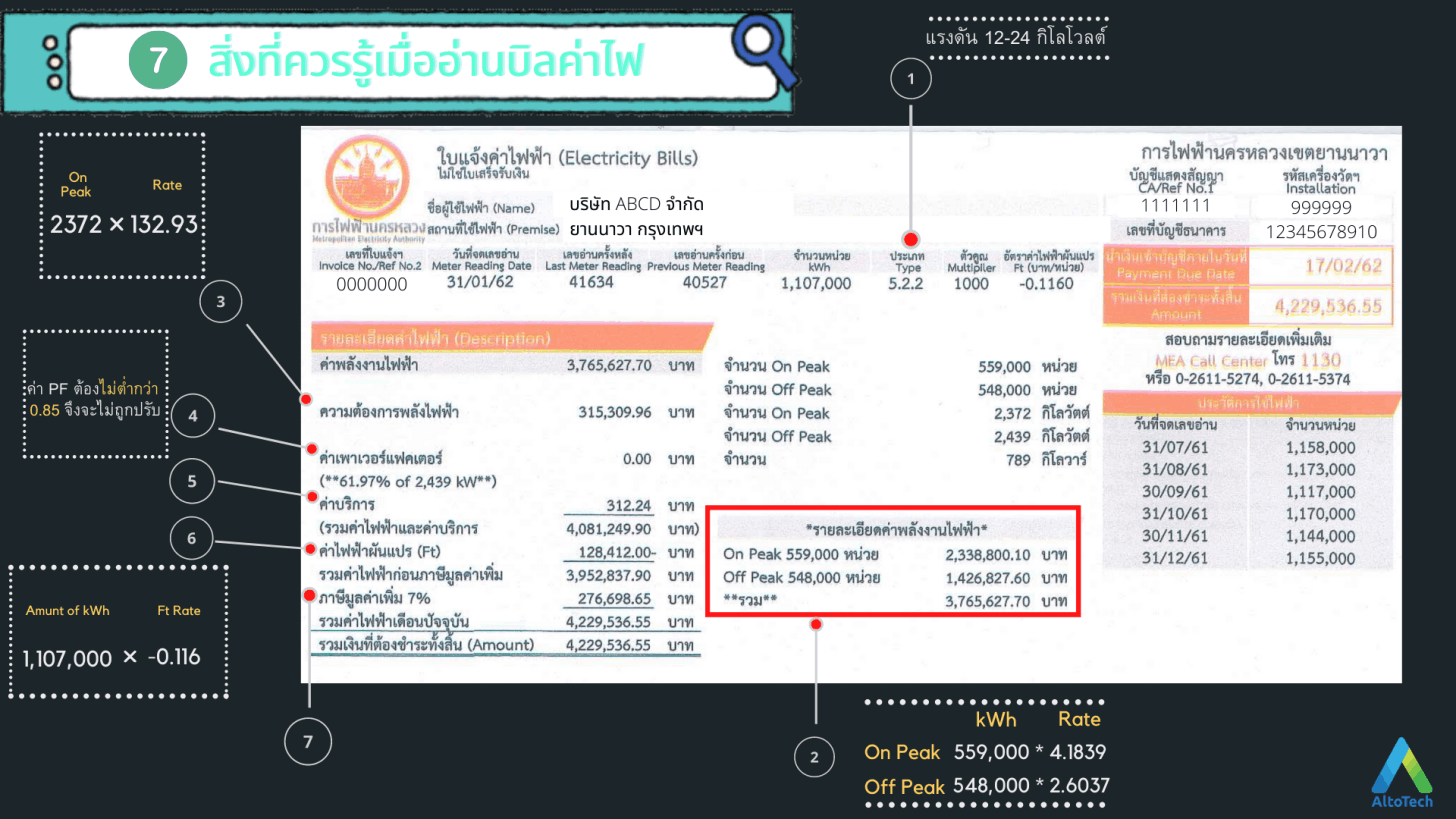 7 สิ่งที่ควรรู้เมื่ออ่านบิลค่าไฟ
แรงดัน 12-24 กิโลโวลต์
1
On Peak Rate
2372 × 132.93
3
ค่า PF ต้องไม่ต่ำกว่า
0.85 จึงจะไม่ถูกปรับ
4
5
6
Amunt of kWh Ft Rate
1,107,000 × -0.116
7
การไฟฟ้านครหลวง
Metropolitan Electricity Authority
ใบแจ้งค่าไฟฟ้า (Electricity Bills)
ไม่ใช่ใบเสร็จรับเงิน
ชื่อผู้ใช้ไฟฟ้า (Name) บริษัท ABCD จำกัด
สถานที่ใช้ไฟฟ้า (Premise) ยานนาวา กรุงเทพฯ
การไฟฟ้านครหลวงเขตยานนาวา
บัญชีแสดงสัญญา รหัสเครื่องวัดฯ
CA/Ref No.1 Installation
1111111 999999
เลขที่บัญชีธนาคาร 12345678910
เลขที่ใบแจ้งฯ วันที่จดเลขอ่าน เลขอ่านครั้งหลัง เลขอ่านครั้งก่อน จำนวนหน่วย ประเภท ตัวคูณ อัตราค่าไฟฟ้าผันแปร
Invoice No./Ref No.2 Meter Reading Date Last Meter Reading Previous Meter Reading kWh Type Multiplier Ft (บาท/หน่วย)
0000000 31/01/62 41634 40527 1,107,000 5.2.2 1000 -0.1160
นำเงินเข้าบัญชีภายในวันที่
Payment Due Date 17/02/62
รวมเงินที่ต้องชำระทั้งสิ้น
Amount 4,229,536.55
รายละเอียดค่าไฟฟ้า (Description)
ค่าพลังงานไฟฟ้า 3,765,627.70 บาท
ความต้องการพลังไฟฟ้า 315,309.96 บาท
ค่าเพาเวอร์แฟคเตอร์ 0.00 บาท
(**61.97% of 2,439 kW**)
ค่าบริการ 312.24 บาท
(รวมค่าไฟฟ้าและค่าบริการ 4,081,249.90 บาท)
ค่าไฟฟ้าผันแปร (Ft) 128,412.00- บาท
รวมค่าไฟฟ้าก่อนภาษีมูลค่าเพิ่ม 3,952,837.90 บาท
ภาษีมูลค่าเพิ่ม 7% 276,698.65 บาท
รวมค่าไฟฟ้าเดือนปัจจุบัน 4,229,536.55 บาท
รวมเงินที่ต้องชำระทั้งสิ้น (Amount) 4,229,536.55 บาท
จำนวน On Peak 559,000 หน่วย
จำนวน Off Peak 548,000 หน่วย
จำนวน On Peak 2,372 กิโลวัตต์
จำนวน Off Peak 2,439 กิโลวัตต์
จำนวน 789 กิโลวาร์
*รายละเอียดค่าพลังงานไฟฟ้า*
On Peak 559,000 หน่วย 2,338,800.10 บาท
Off Peak 548,000 หน่วย 1,426,827.60 บาท
**รวม** 3,765,627.70 บาท
สอบถามรายละเอียดเพิ่มเติม
MEA Call Center โทร 1130
หรือ 0-2611-5274, 0-2611-5374
ประวัติการใช้ไฟฟ้า
วันที่จดเลขอ่าน จำนวนหน่วย
31/07/61 1,158,000
31/08/61 1,173,000
30/09/61 1,117,000
31/10/61 1,170,000
30/11/61 1,144,000
31/12/61 1,155,000
2
kWh Rate
On Peak 559,000 * 4.1839
Off Peak 548,000 * 2.6037
AltoTech